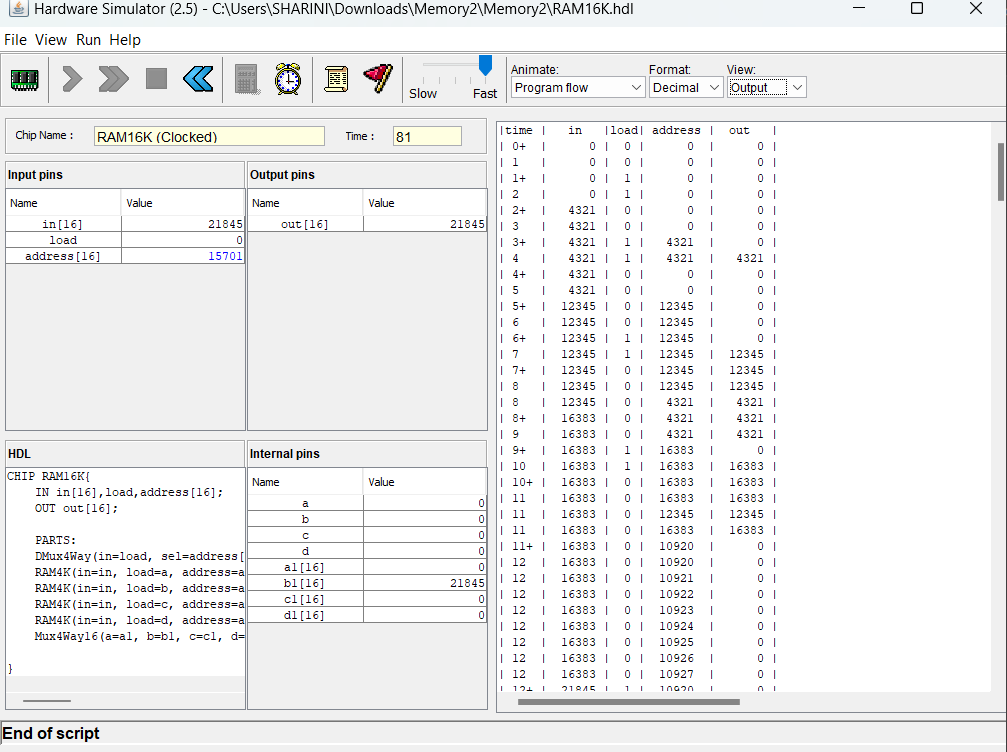 Hardware Simulator (2.5) - C:\Users\SHARINI\Downloads\Memory2\Memory2\RAM16K.hdl
File View Run Help
Slow Fast
Animate: Format: View:
Program flow Decimal Output
Chip Name : RAM16K (Clocked) Time : 81
Input pins
Name Value
in[16] 21845
load 0
address[16] 15701
Output pins
Name Value
out[16] 21845
HDL
CHIP RAM16K{
IN in[16],load,address[16];
OUT out[16];
PARTS:
DMux4Way(in=load, sel=address[
RAM4K(in=in, load=a, address=a
RAM4K(in=in, load=b, address=a
RAM4K(in=in, load=c, address=a
RAM4K(in=in, load=d, address=a
Mux4Way16(a=a1, b=b1, c=c1, d=
}
Internal pins
Name Value
a 0
b 0
c 0
d 0
a1[16] 0
b1[16] 21845
c1[16] 0
d1[16] 0
|time | in |load| address | out |
| 0+ | 0 | 0 | 0 | 0 |
| 1 | 0 | 0 | 0 | 0 |
| 1+ | 0 | 1 | 0 | 0 |
| 2 | 0 | 1 | 0 | 0 |
| 2+ | 4321 | 0 | 0 | 0 |
| 3 | 4321 | 0 | 0 | 0 |
| 3+ | 4321 | 1 | 4321 | 0 |
| 4 | 4321 | 1 | 4321 | 4321 |
| 4+ | 4321 | 0 | 0 | 0 |
| 5 | 4321 | 0 | 0 | 0 |
| 5+ | 12345 | 0 | 12345 | 0 |
| 6 | 12345 | 0 | 12345 | 0 |
| 6+ | 12345 | 1 | 12345 | 0 |
| 7 | 12345 | 1 | 12345 | 12345 |
| 7+ | 12345 | 0 | 12345 | 12345 |
| 8 | 12345 | 0 | 12345 | 12345 |
| 8 | 12345 | 0 | 4321 | 4321 |
| 8+ | 16383 | 0 | 4321 | 4321 |
| 9 | 16383 | 0 | 4321 | 4321 |
| 9+ | 16383 | 1 | 16383 | 0 |
| 10 | 16383 | 1 | 16383 | 16383 |
| 10+ | 16383 | 0 | 16383 | 16383 |
| 11 | 16383 | 0 | 16383 | 16383 |
| 11 | 16383 | 0 | 12345 | 12345 |
| 11 | 16383 | 0 | 16383 | 16383 |
| 11+ | 16383 | 0 | 10920 | 0 |
| 12 | 16383 | 0 | 10920 | 0 |
| 12 | 16383 | 0 | 10921 | 0 |
| 12 | 16383 | 0 | 10922 | 0 |
| 12 | 16383 | 0 | 10923 | 0 |
| 12 | 16383 | 0 | 10924 | 0 |
| 12 | 16383 | 0 | 10925 | 0 |
| 12 | 16383 | 0 | 10926 | 0 |
| 12 | 16383 | 0 | 10927 | 0 |
| 12+ | 21845 | 1 | 10920 | 0 |
End of script